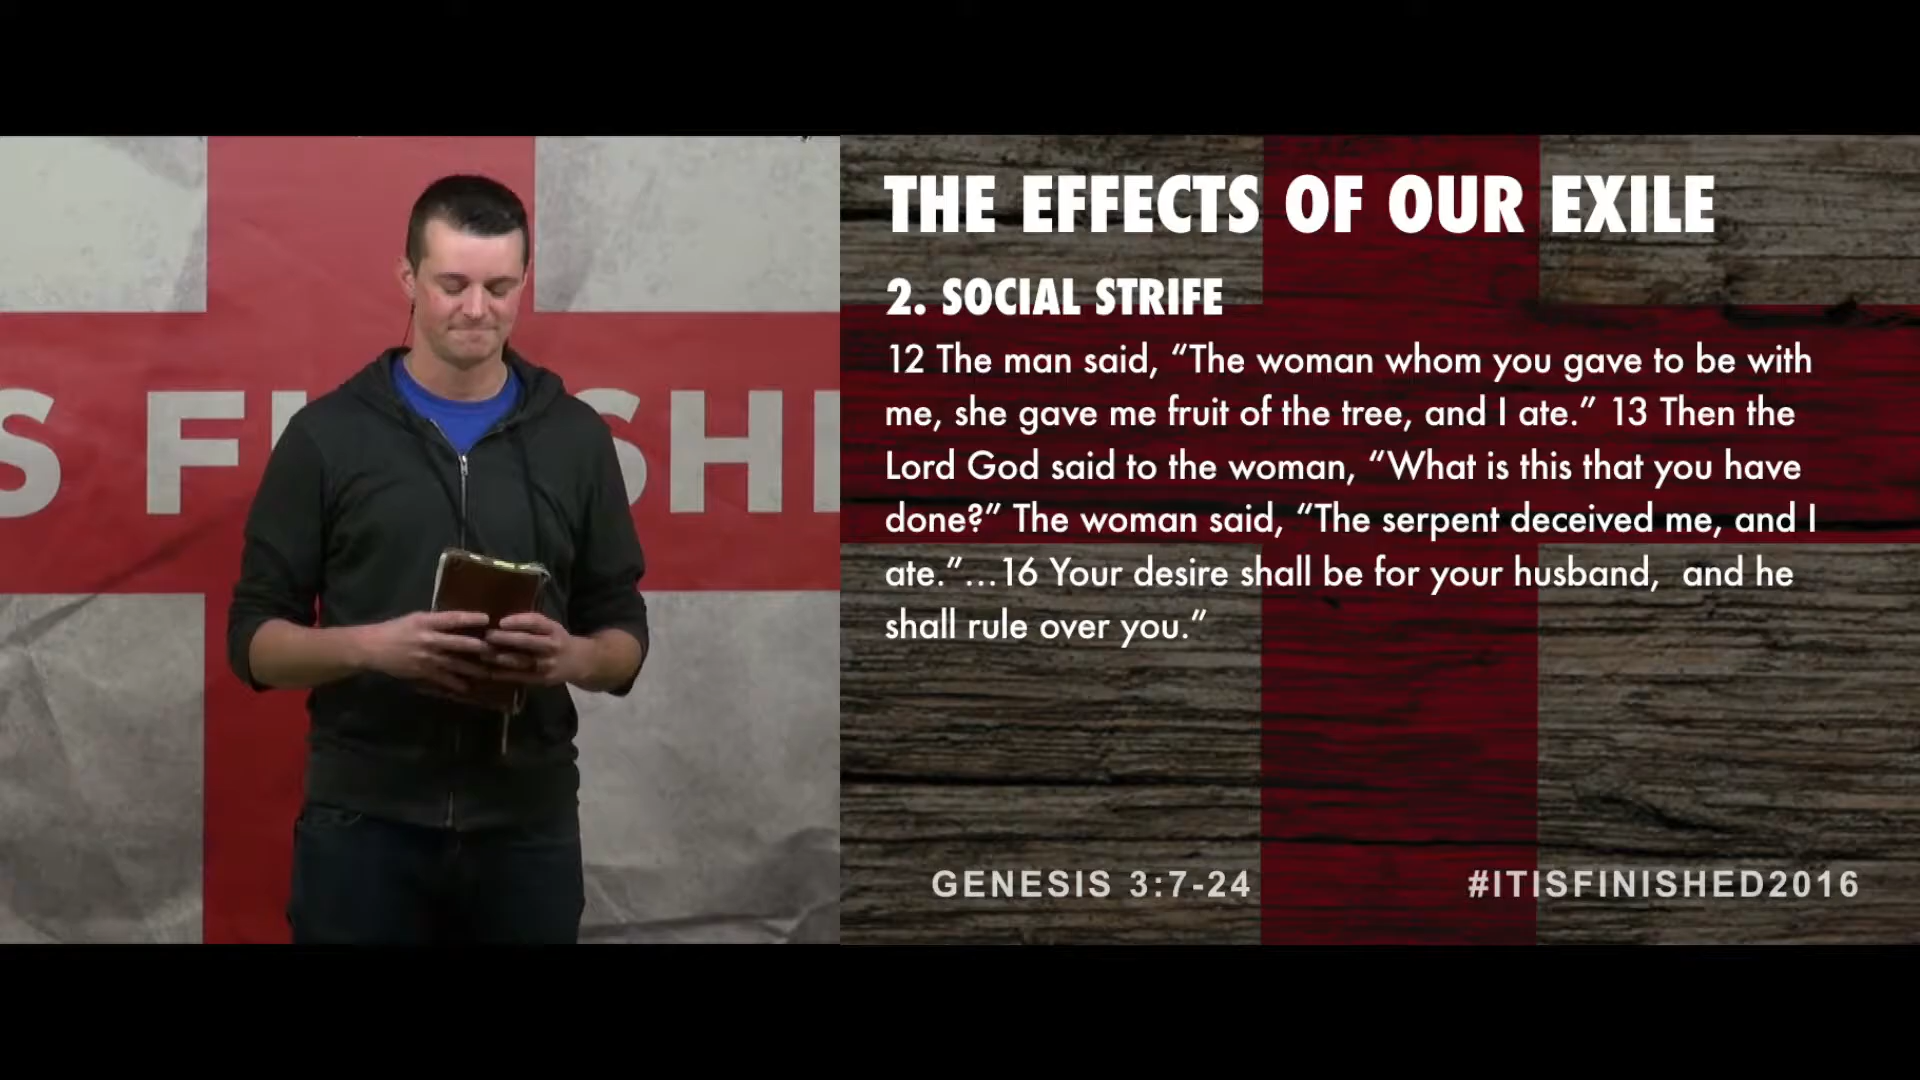 S FI SHI
THE EFFECTS OF OUR EXILE
2. SOCIAL STRIFE
12 The man said, “The woman whom you gave to be with
me, she gave me fruit of the tree, and I ate.” 13 Then the
Lord God said to the woman, “What is this that you have
done?” The woman said, “The serpent deceived me, and I
ate.”...16 Your desire shall be for your husband,  and he
shall rule over you.”
GENESIS 3:7-24
#ITISFINISHED2016